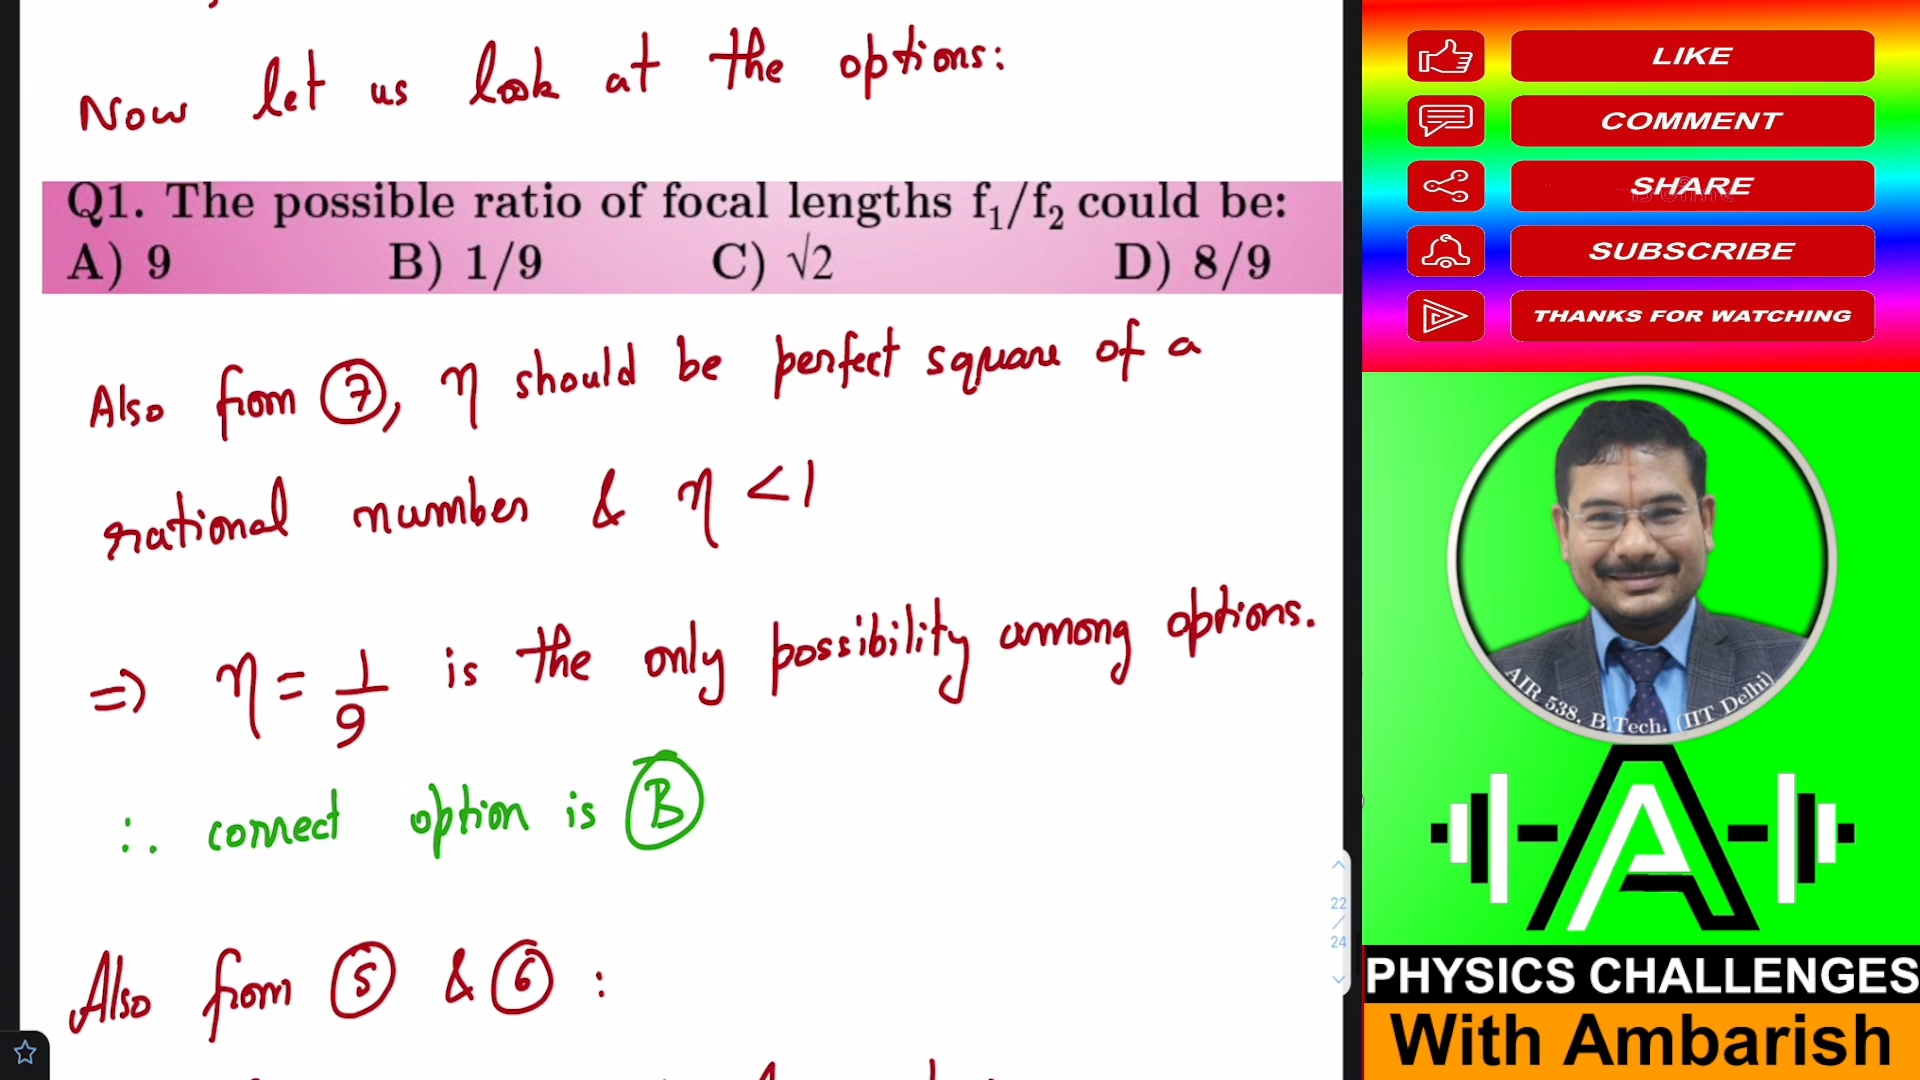 Now let us look at the options:
Q1. The possible ratio of focal lengths f₁/f₂ could be:
A) 9 B) 1/9 C) √2 D) 8/9
Also from ⑦, η should be perfect square of a
rational number & η < 1
⇒ η = 1/9 is the only possibility among options.
∴ correct option is Ⓑ
Also from ⑤ & ⑥ :
22
/
24
LIKE
COMMENT
SHARE
SUBSCRIBE
THANKS FOR WATCHING
AIR 538, B.Tech. (IIT Delhi)
A
PHYSICS CHALLENGES
With Ambarish